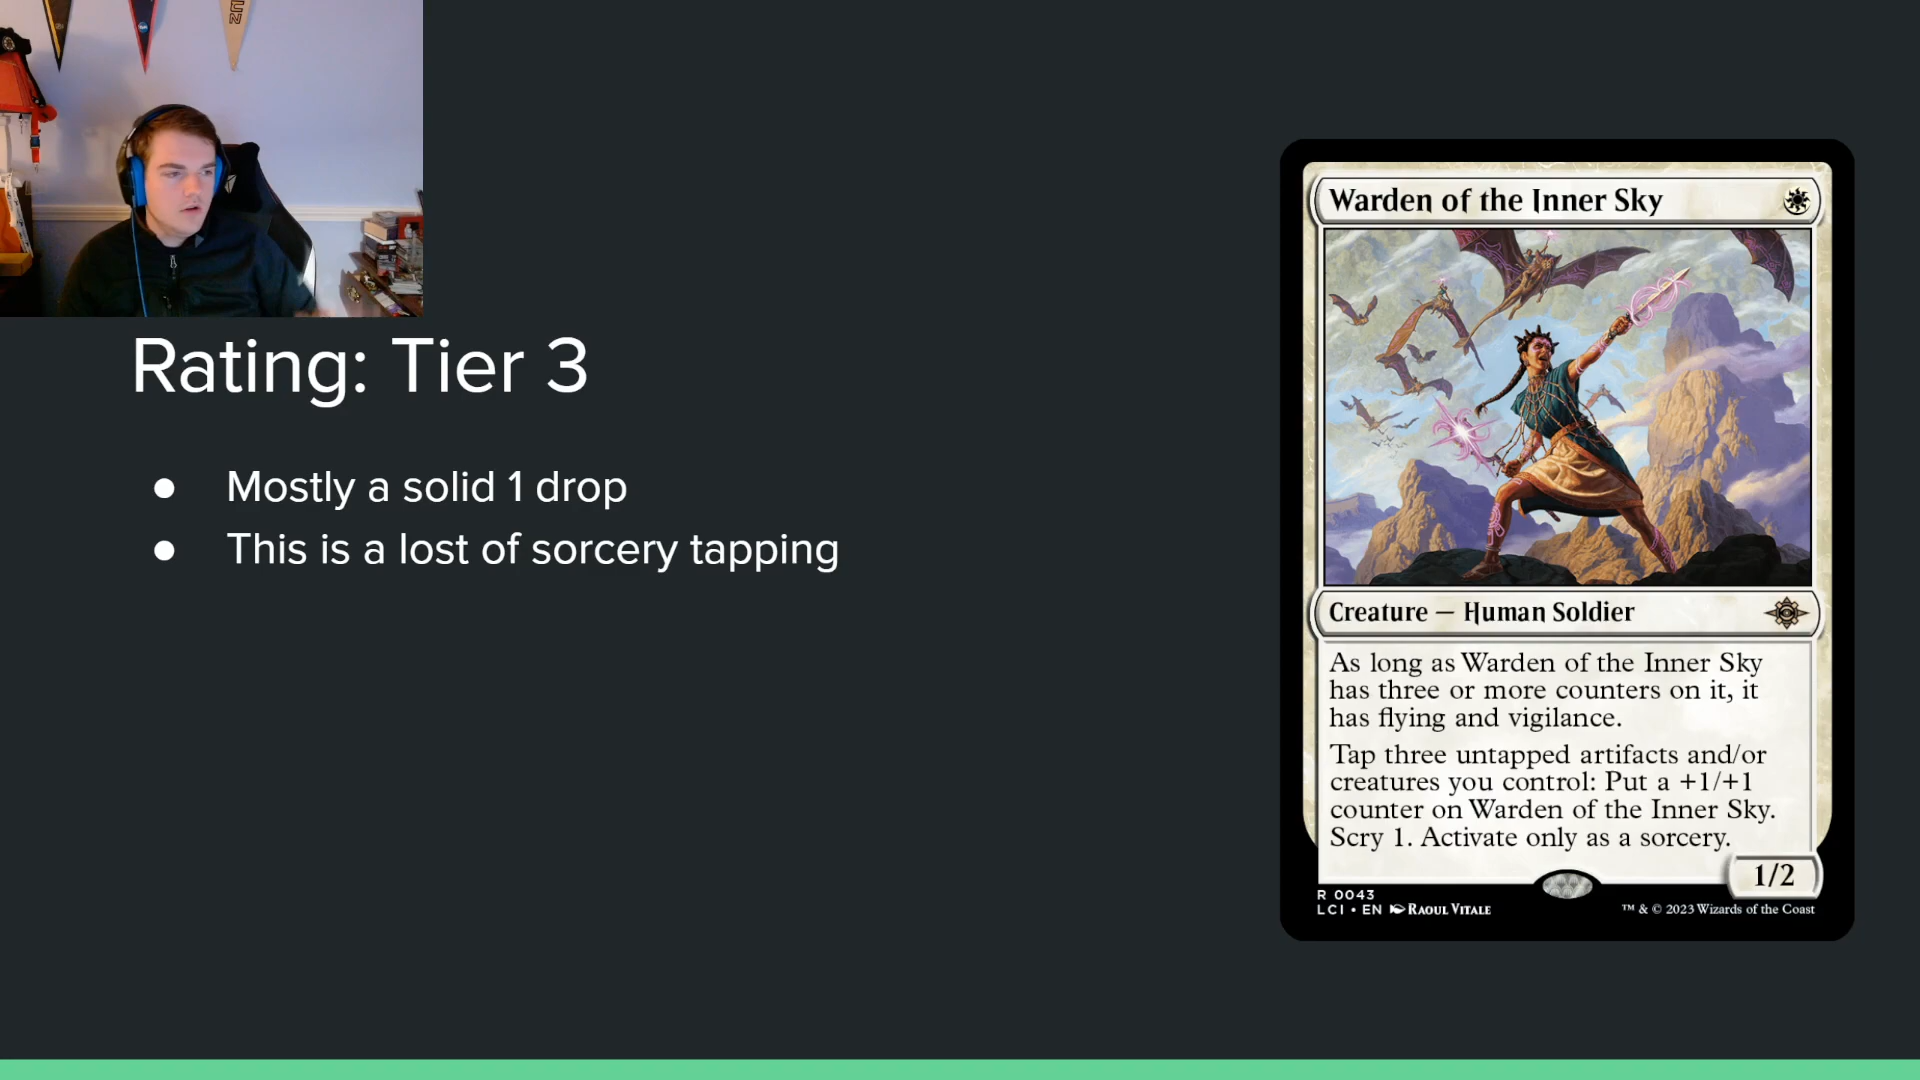 Rating: Tier 3
● Mostly a solid 1 drop
● This is a lost of sorcery tapping
Warden of the Inner Sky
Creature — Human Soldier
As long as Warden of the Inner Sky
has three or more counters on it, it
has flying and vigilance.
Tap three untapped artifacts and/or
creatures you control: Put a +1/+1
counter on Warden of the Inner Sky.
Scry 1. Activate only as a sorcery.
1/2
R 0043
LCI • EN RAOUL VITALE
™ & © 2023 Wizards of the Coast